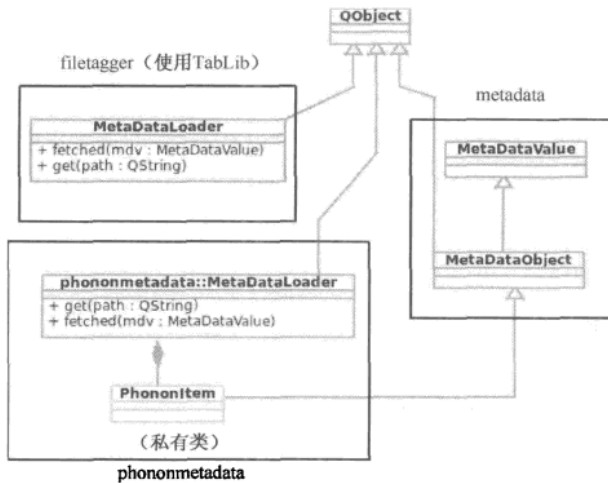 QObject
filetagger（使用TabLib）
metadata
MetaDataLoader
+ fetched(mdv : MetaDataValue)
+ get(path : QString)
MetaDataValue
MetaDataObject
phononmetadata::MetaDataLoader
+ get(path : QString)
+ fetched(mdv : MetaDataValue)
PhononItem
（私有类）
phononmetadata